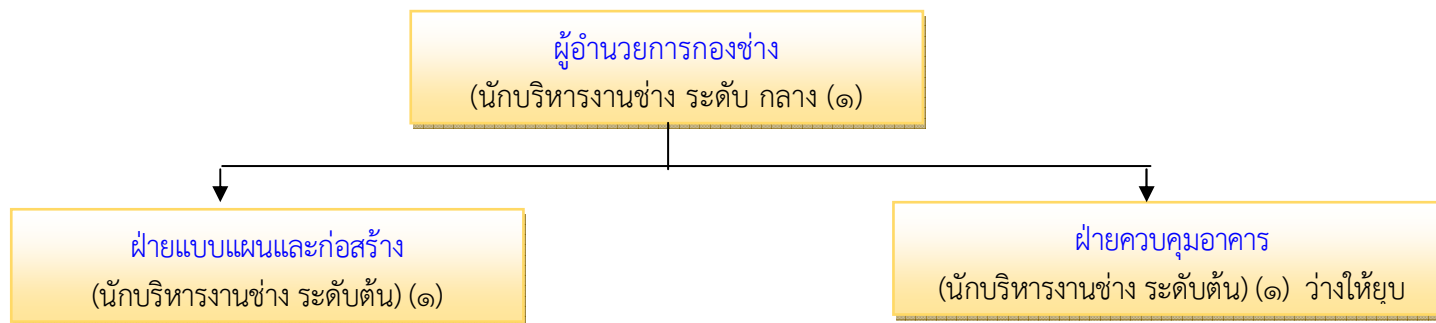 ผู้อำนวยการกองช่าง
(นักบริหารงานช่าง ระดับ กลาง (๑)
ฝ่ายแบบแผนและก่อสร้าง
(นักบริหารงานช่าง ระดับต้น) (๑)
ฝ่ายควบคุมอาคาร
(นักบริหารงานช่าง ระดับต้น) (๑) ว่างให้ยุบ